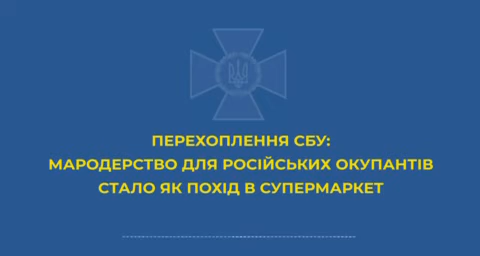 ПЕРЕХОПЛЕННЯ СБУ:
МАРОДЕРСТВО ДЛЯ РОСІЙСЬКИХ ОКУПАНТІВ
СТАЛО ЯК ПОХІД В СУПЕРМАРКЕТ